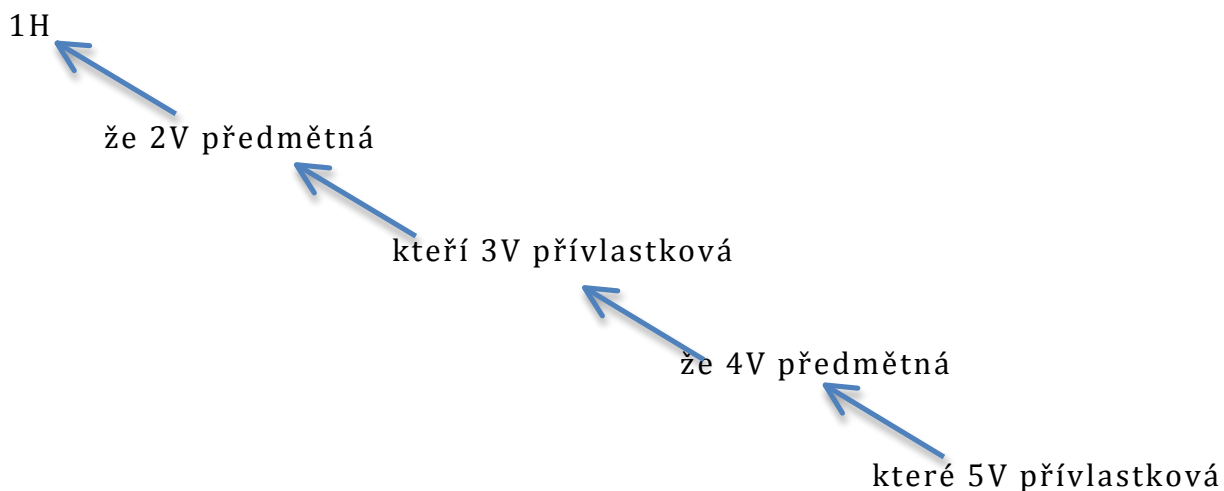 1H
že 2V předmětná
kteří 3V přívlastková
že 4V předmětná
které 5V přívlastková